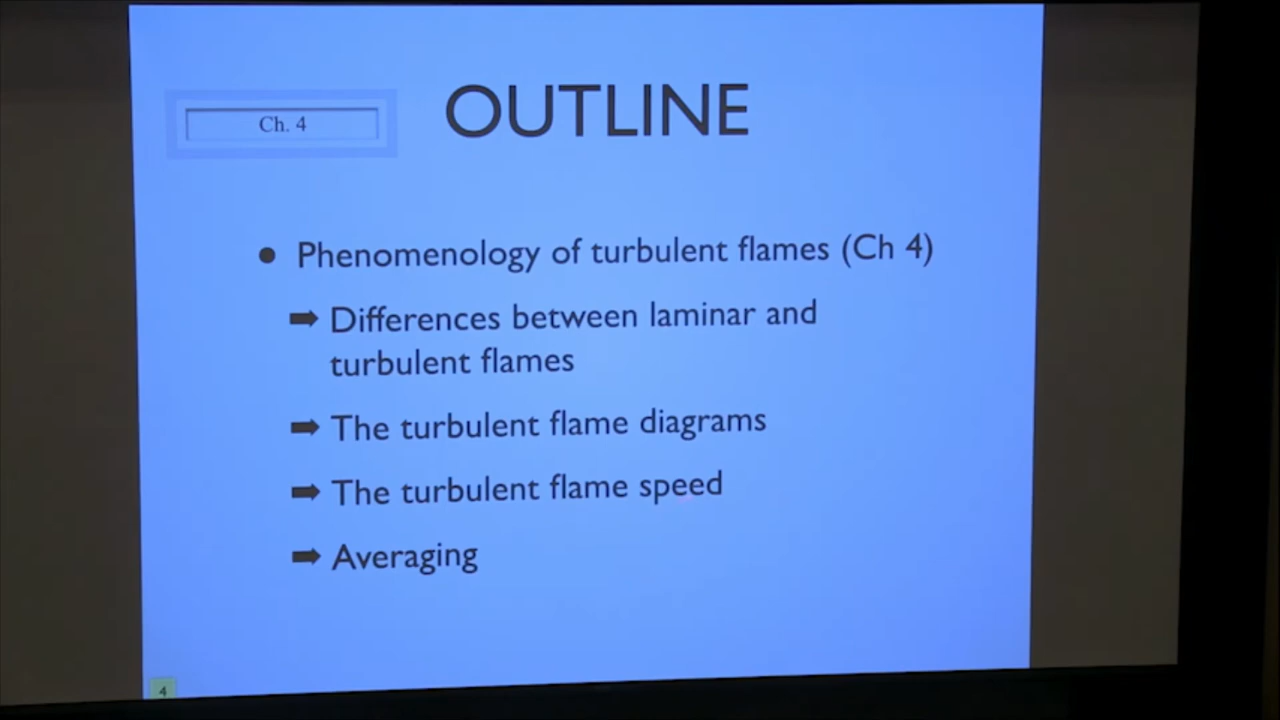 Ch. 4
OUTLINE
● Phenomenology of turbulent flames (Ch 4)
➡ Differences between laminar and
turbulent flames
➡ The turbulent flame diagrams
➡ The turbulent flame speed
➡ Averaging
4